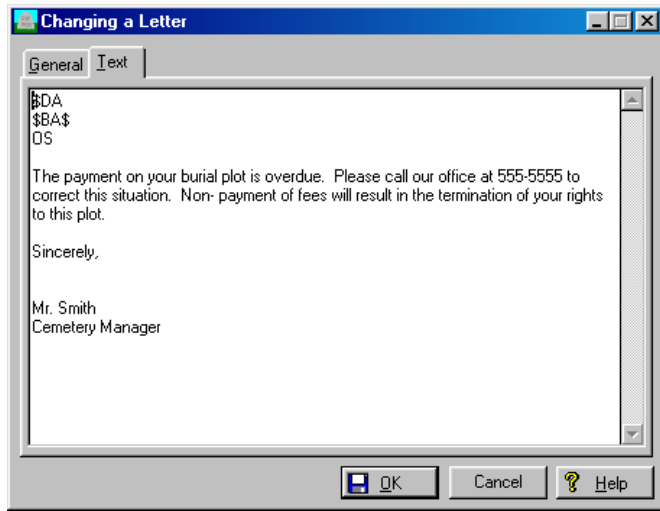 Changing a Letter
General Text
$DA
$BA$
OS
The payment on your burial plot is overdue. Please call our office at 555-5555 to
correct this situation. Non- payment of fees will result in the termination of your rights
to this plot.
Sincerely,
Mr. Smith
Cemetery Manager
OK Cancel Help